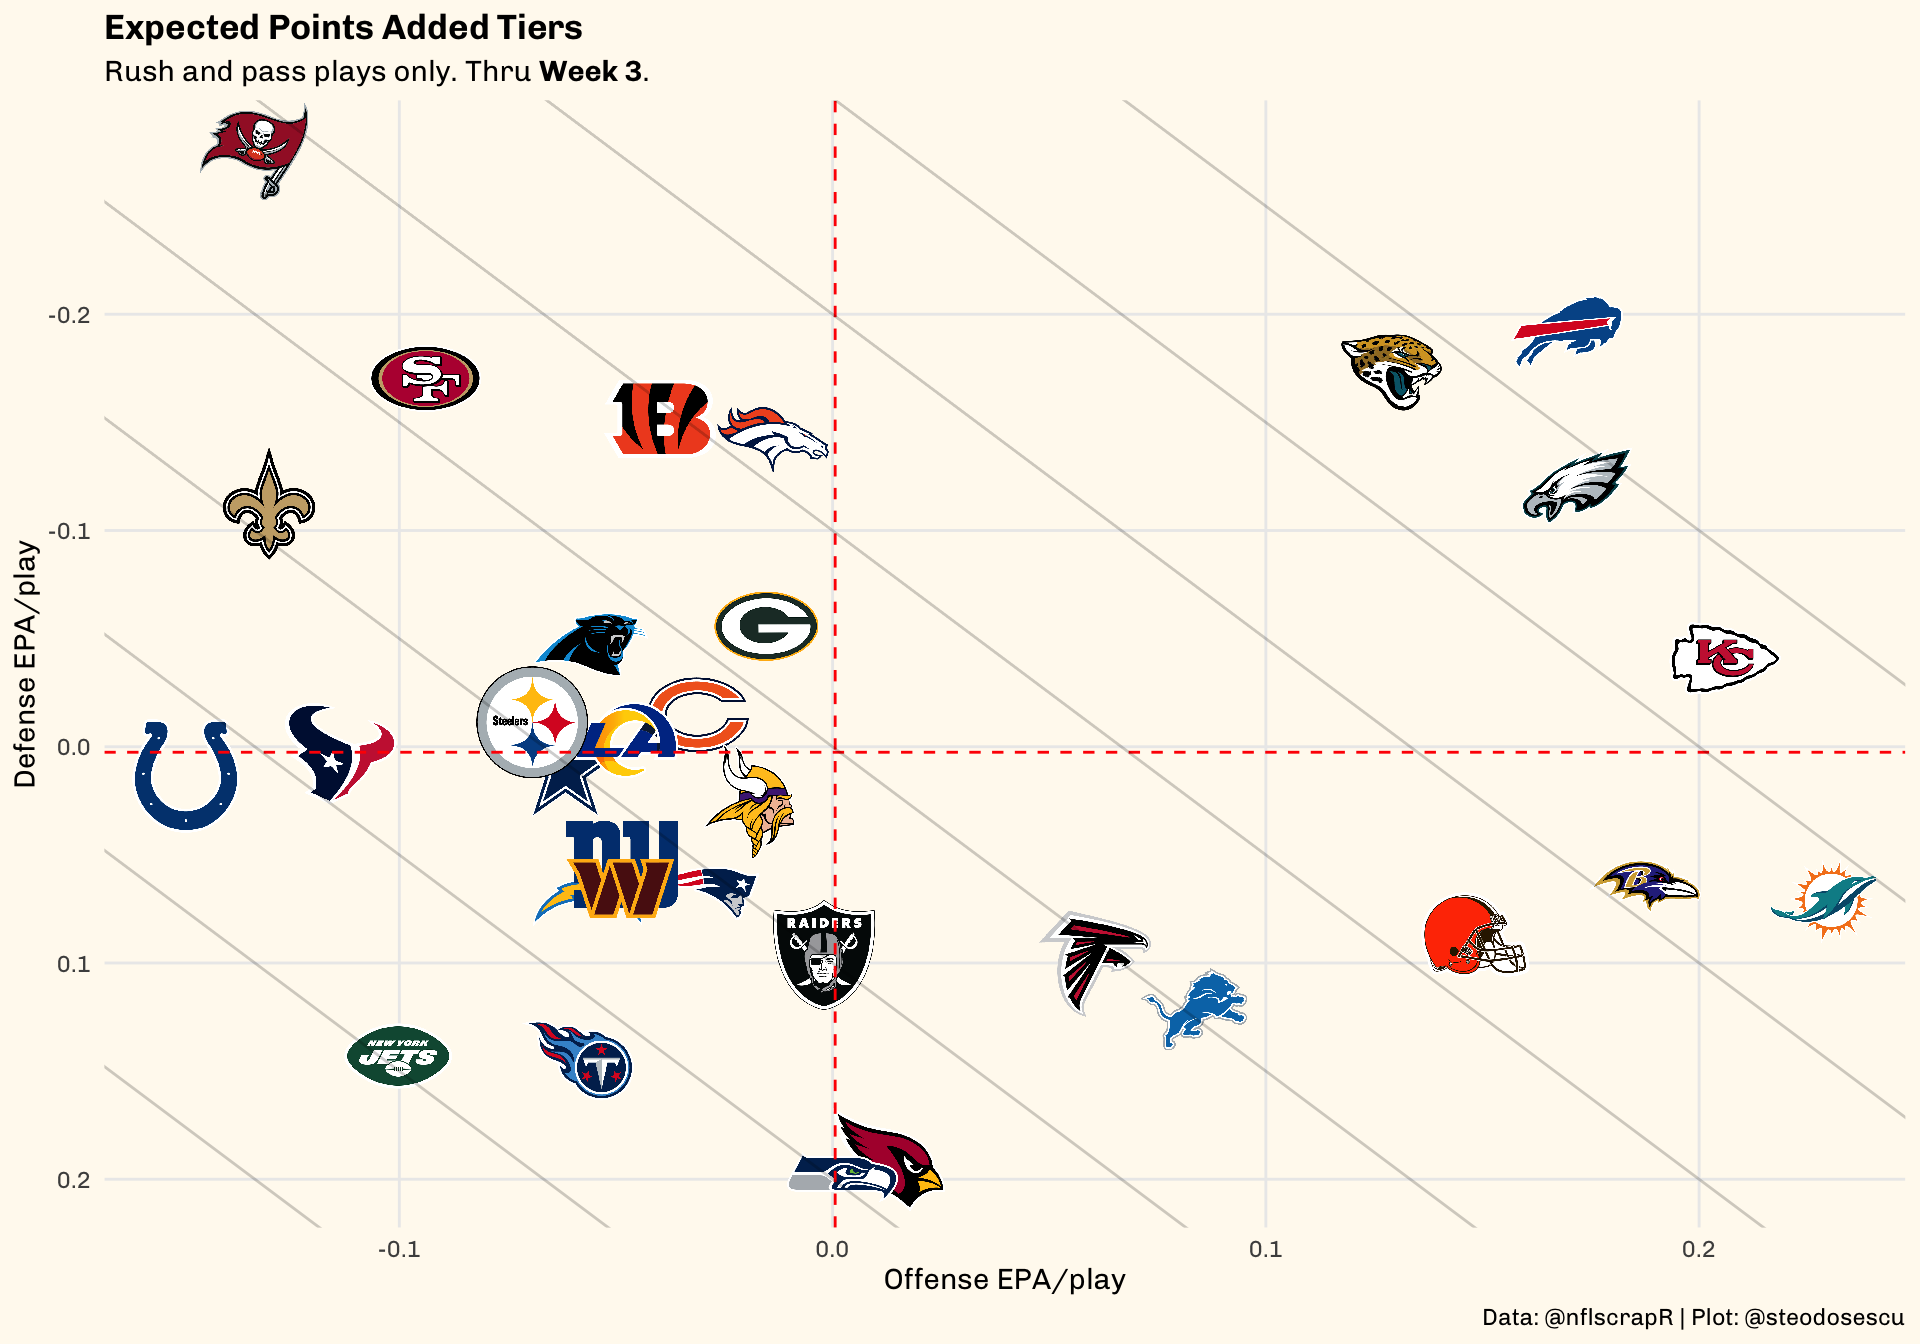 Expected Points Added Tiers
Rush and pass plays only. Thru Week 3.
Defense EPA/play
-0.2
-0.1
0.0
0.1
0.2
Steelers
RAIDERS
NEW YORK
JETS
-0.1
0.0
0.1
0.2
Offense EPA/play
Data: @nflscrapR | Plot: @steodosescu